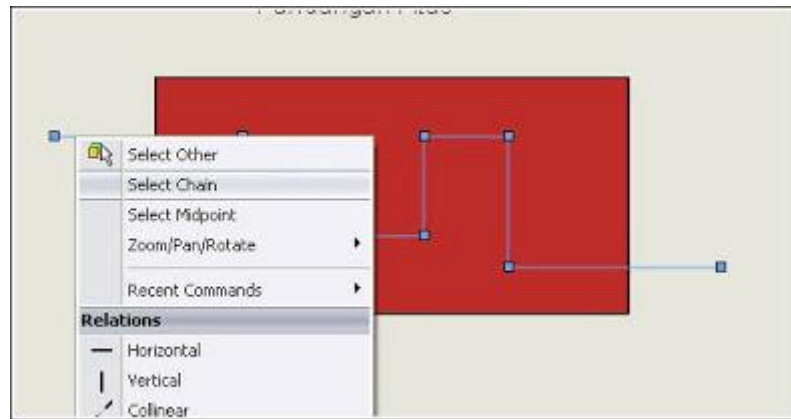 Select Other
Select Chain
Select Midpoint
Zoom/Pan/Rotate
Recent Commands
Relations
Horizontal
Vertical
Collinear